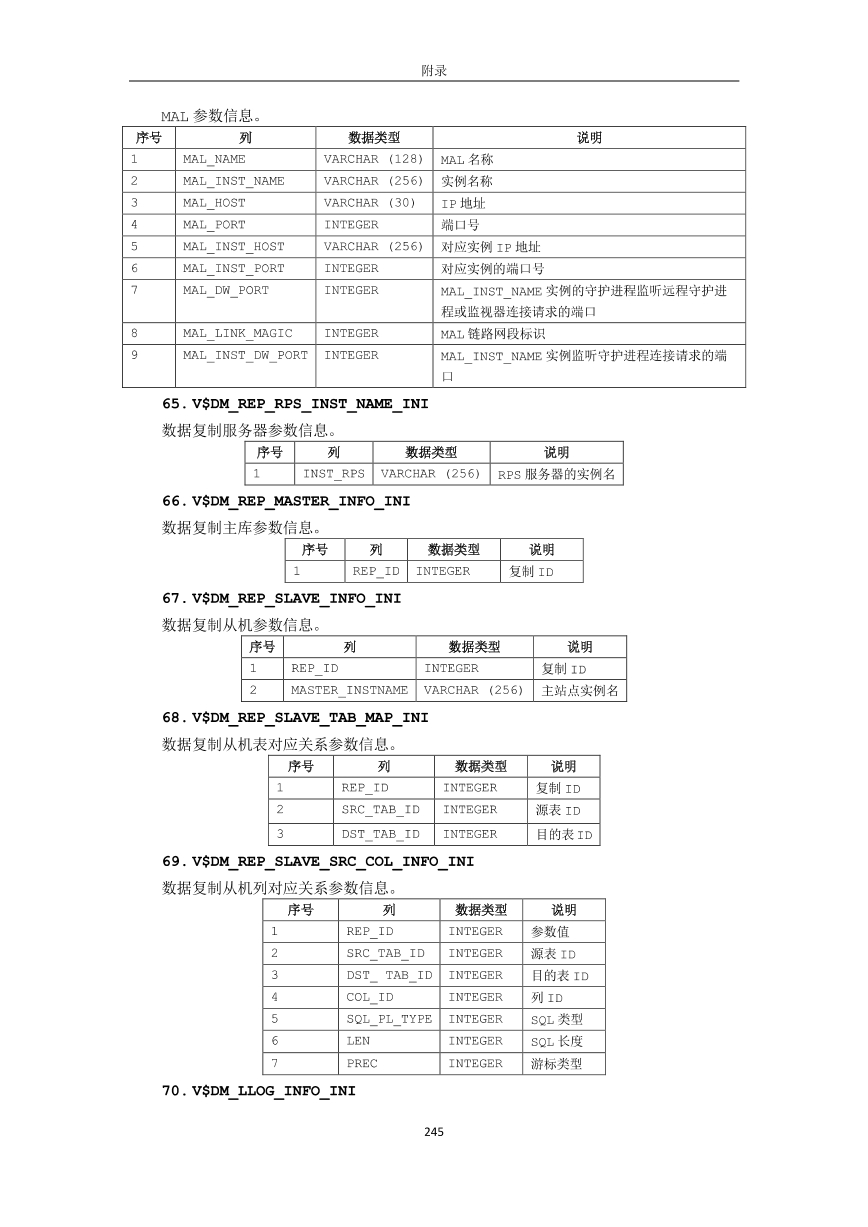 附录
MAL 参数信息。
序号 列 数据类型 说明
1 MAL_NAME VARCHAR (128) MAL 名称
2 MAL_INST_NAME VARCHAR (256) 实例名称
3 MAL_HOST VARCHAR (30) IP 地址
4 MAL_PORT INTEGER 端口号
5 MAL_INST_HOST VARCHAR (256) 对应实例 IP 地址
6 MAL_INST_PORT INTEGER 对应实例的端口号
7 MAL_DW_PORT INTEGER MAL_INST_NAME 实例的守护进程监听远程守护进
程或监视器连接请求的端口
8 MAL_LINK_MAGIC INTEGER MAL 链路网段标识
9 MAL_INST_DW_PORT INTEGER MAL_INST_NAME 实例监听守护进程连接请求的端
口
65. V$DM_REP_RPS_INST_NAME_INI
数据复制服务器参数信息。
序号 列 数据类型 说明
1 INST_RPS VARCHAR (256) RPS 服务器的实例名
66. V$DM_REP_MASTER_INFO_INI
数据复制主库参数信息。
序号 列 数据类型 说明
1 REP_ID INTEGER 复制 ID
67. V$DM_REP_SLAVE_INFO_INI
数据复制从机参数信息。
序号 列 数据类型 说明
1 REP_ID INTEGER 复制 ID
2 MASTER_INSTNAME VARCHAR (256) 主站点实例名
68. V$DM_REP_SLAVE_TAB_MAP_INI
数据复制从机表对应关系参数信息。
序号 列 数据类型 说明
1 REP_ID INTEGER 复制 ID
2 SRC_TAB_ID INTEGER 源表 ID
3 DST_TAB_ID INTEGER 目的表 ID
69. V$DM_REP_SLAVE_SRC_COL_INFO_INI
数据复制从机列对应关系参数信息。
序号 列 数据类型 说明
1 REP_ID INTEGER 参数值
2 SRC_TAB_ID INTEGER 源表 ID
3 DST_ TAB_ID INTEGER 目的表 ID
4 COL_ID INTEGER 列 ID
5 SQL_PL_TYPE INTEGER SQL 类型
6 LEN INTEGER SQL 长度
7 PREC INTEGER 游标类型
70. V$DM_LLOG_INFO_INI
245